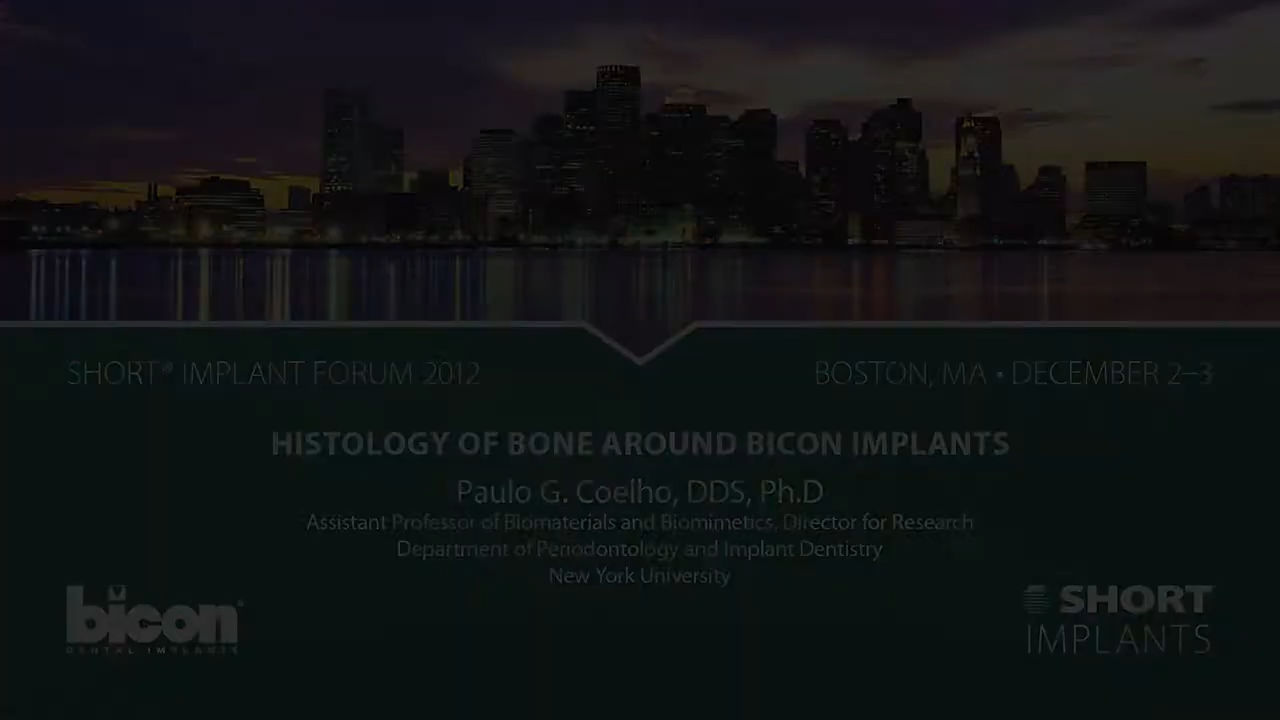 SHORT® IMPLANT FORUM 2012
BOSTON, MA • DECEMBER 2–3
HISTOLOGY OF BONE AROUND BICON IMPLANTS
Paulo G. Coelho, DDS, Ph.D
Assistant Professor of Biomaterials and Biomimetics, Director for Research
Department of Periodontology and Implant Dentistry
New York University
bicon®
DENTAL IMPLANTS
SHORT
IMPLANTS